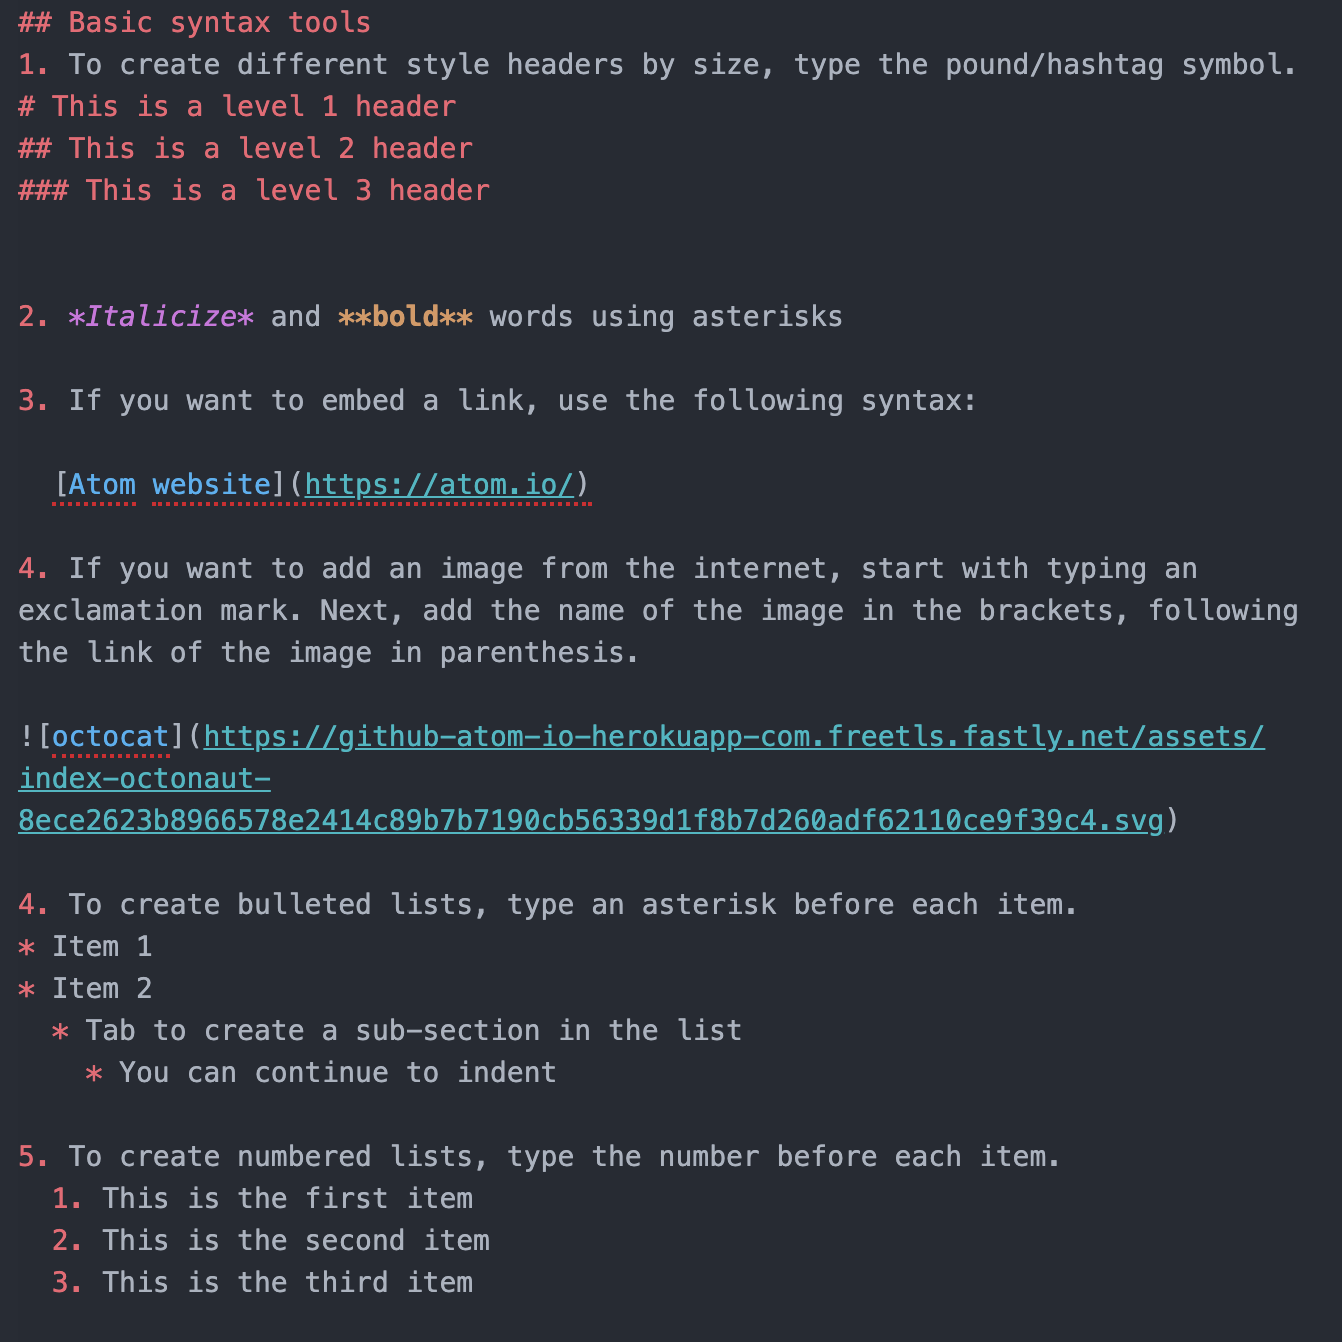 ## Basic syntax tools
1. To create different style headers by size, type the pound/hashtag symbol.
# This is a level 1 header
## This is a level 2 header
### This is a level 3 header
2. *Italicize* and **bold** words using asterisks
3. If you want to embed a link, use the following syntax:
[Atom website](https://atom.io/)
4. If you want to add an image from the internet, start with typing an
exclamation mark. Next, add the name of the image in the brackets, following
the link of the image in parenthesis.
![octocat](https://github-atom-io-herokuapp-com.freetls.fastly.net/assets/
index-octonaut-
8ece2623b8966578e2414c89b7b7190cb56339d1f8b7d260adf62110ce9f39c4.svg)
4. To create bulleted lists, type an asterisk before each item.
* Item 1
* Item 2
* Tab to create a sub-section in the list
* You can continue to indent
5. To create numbered lists, type the number before each item.
1. This is the first item
2. This is the second item
3. This is the third item